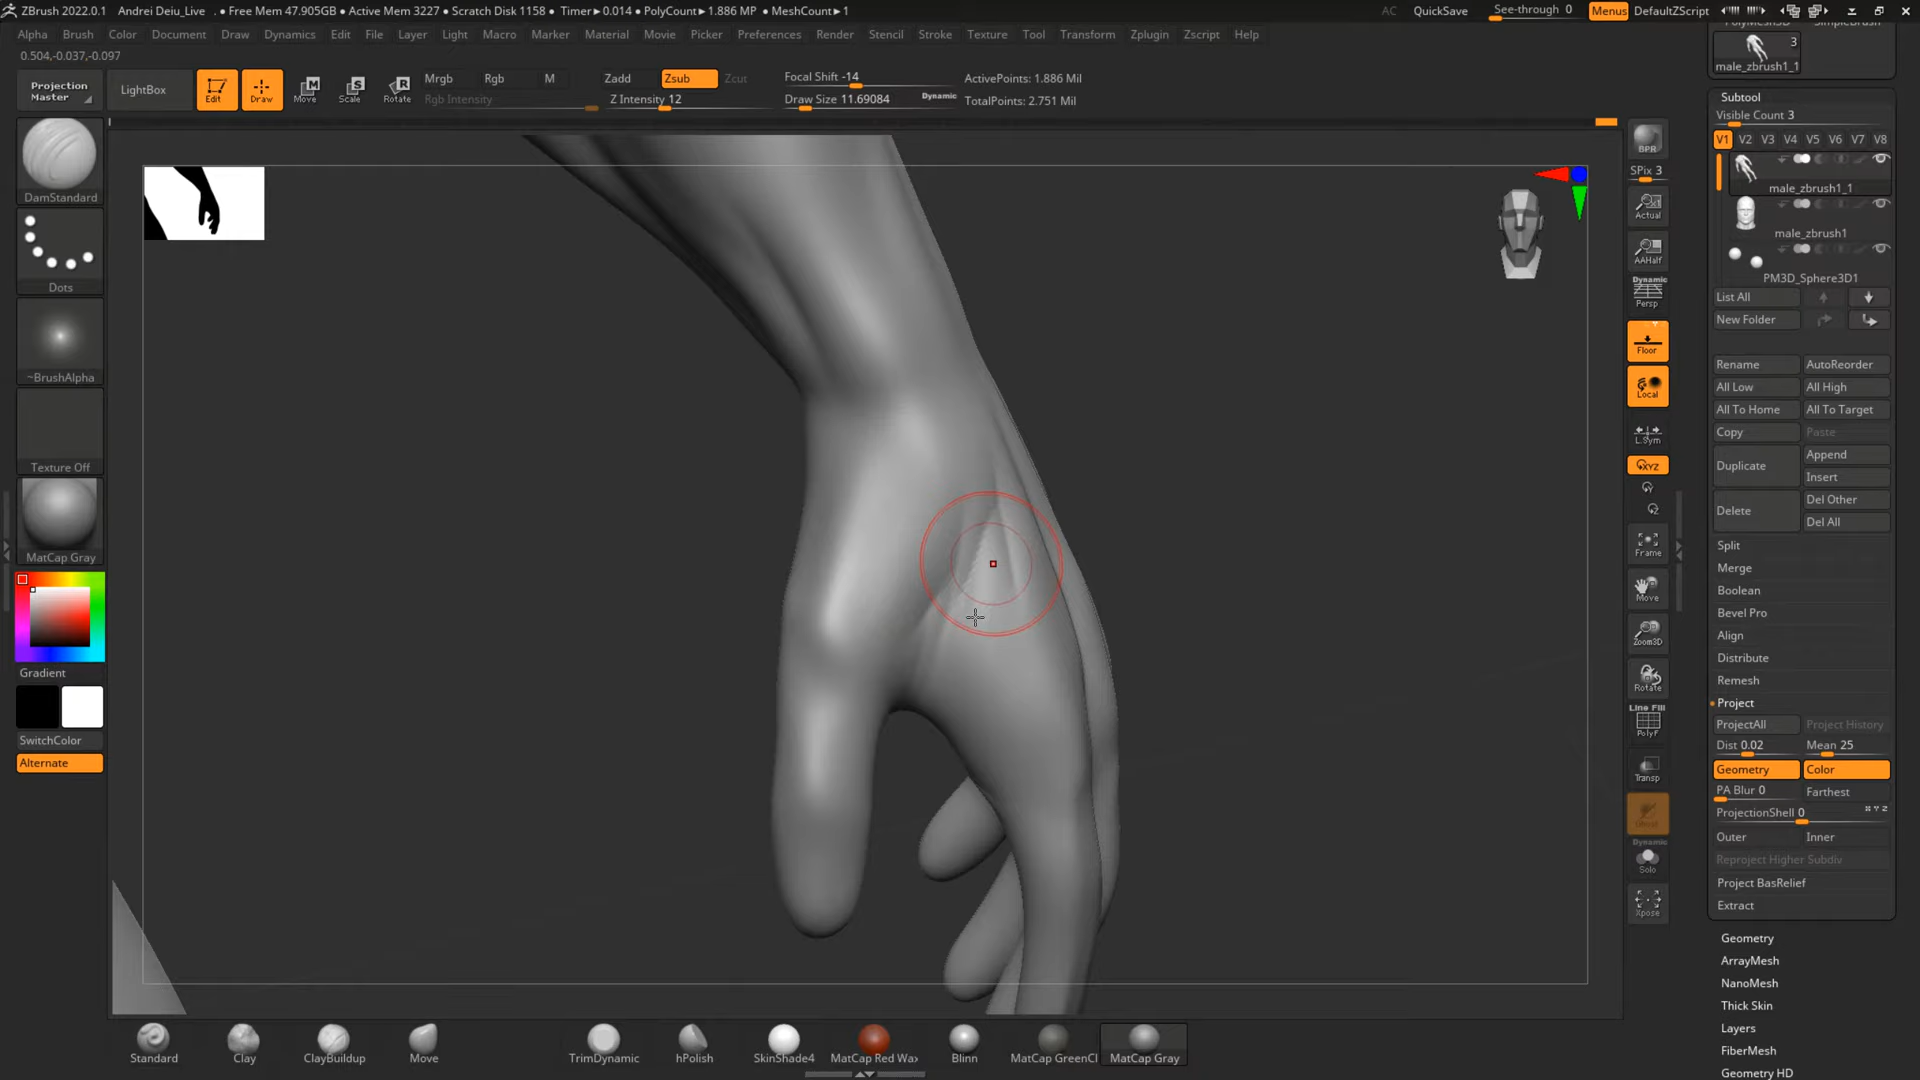 ZBrush 2022.0.1 Andrei Deiu_Live . ● Free Mem 47.905GB ● Active Mem 3227 ● Scratch Disk 1158 ● Timer▶0.014 ● PolyCount▶1.886 MP ● MeshCount▶1 AC QuickSave See-through 0 Menus DefaultZScript
Alpha Brush Color Document Draw Dynamics Edit File Layer Light Macro Marker Material Movie Picker Preferences Render Stencil Stroke Texture Tool Transform Zplugin Zscript Help
0.504,-0.037,-0.097
Projection Master
LightBox
Edit
Draw
Move
Scale
Rotate
Mrgb Rgb M
Rgb Intensity
Zadd Zsub Zcut
Z Intensity 12
Focal Shift -14
Draw Size 11.69084 Dynamic
ActivePoints: 1.886 Mil
TotalPoints: 2.751 Mil
DamStandard
Dots
~BrushAlpha
Texture Off
MatCap Gray
Gradient
SwitchColor
Alternate
BPR
SPix 3
Actual
AAHalf
Dynamic
Persp
Floor
Local
L.Sym
XYZ
Frame
Move
Zoom3D
Rotate
Line Fill
PolyF
Transp
Dynamic
Solo
Xpose
3
male_zbrush1_1
Subtool
Visible Count 3
V1 V2 V3 V4 V5 V6 V7 V8
male_zbrush1_1
male_zbrush1
PM3D_Sphere3D1
List All
New Folder
Rename AutoReorder
All Low All High
All To Home All To Target
Copy Paste
Duplicate Append
Insert
Delete Del Other
Del All
Split
Merge
Boolean
Bevel Pro
Align
Distribute
Remesh
Project
ProjectAll Project History
Dist 0.02 Mean 25
Geometry Color
PA Blur 0 Farthest
ProjectionShell 0
Outer Inner
Reproject Higher Subdiv
Project BasRelief
Extract
Geometry
ArrayMesh
NanoMesh
Thick Skin
Layers
FiberMesh
Geometry HD
Standard Clay ClayBuildup Move TrimDynamic hPolish SkinShade4 MatCap Red Wax Blinn MatCap GreenCl MatCap Gray